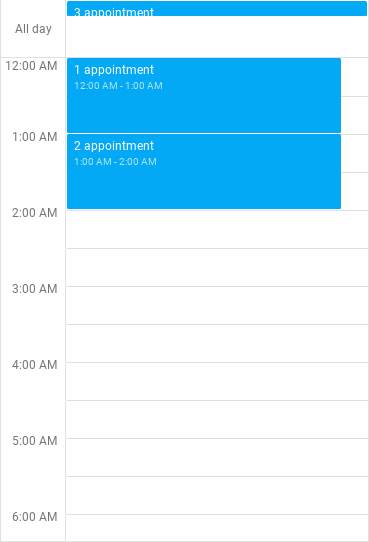 3 appointment
All day
12:00 AM
1 appointment
12:00 AM - 1:00 AM
1:00 AM
2 appointment
1:00 AM - 2:00 AM
2:00 AM
3:00 AM
4:00 AM
5:00 AM
6:00 AM